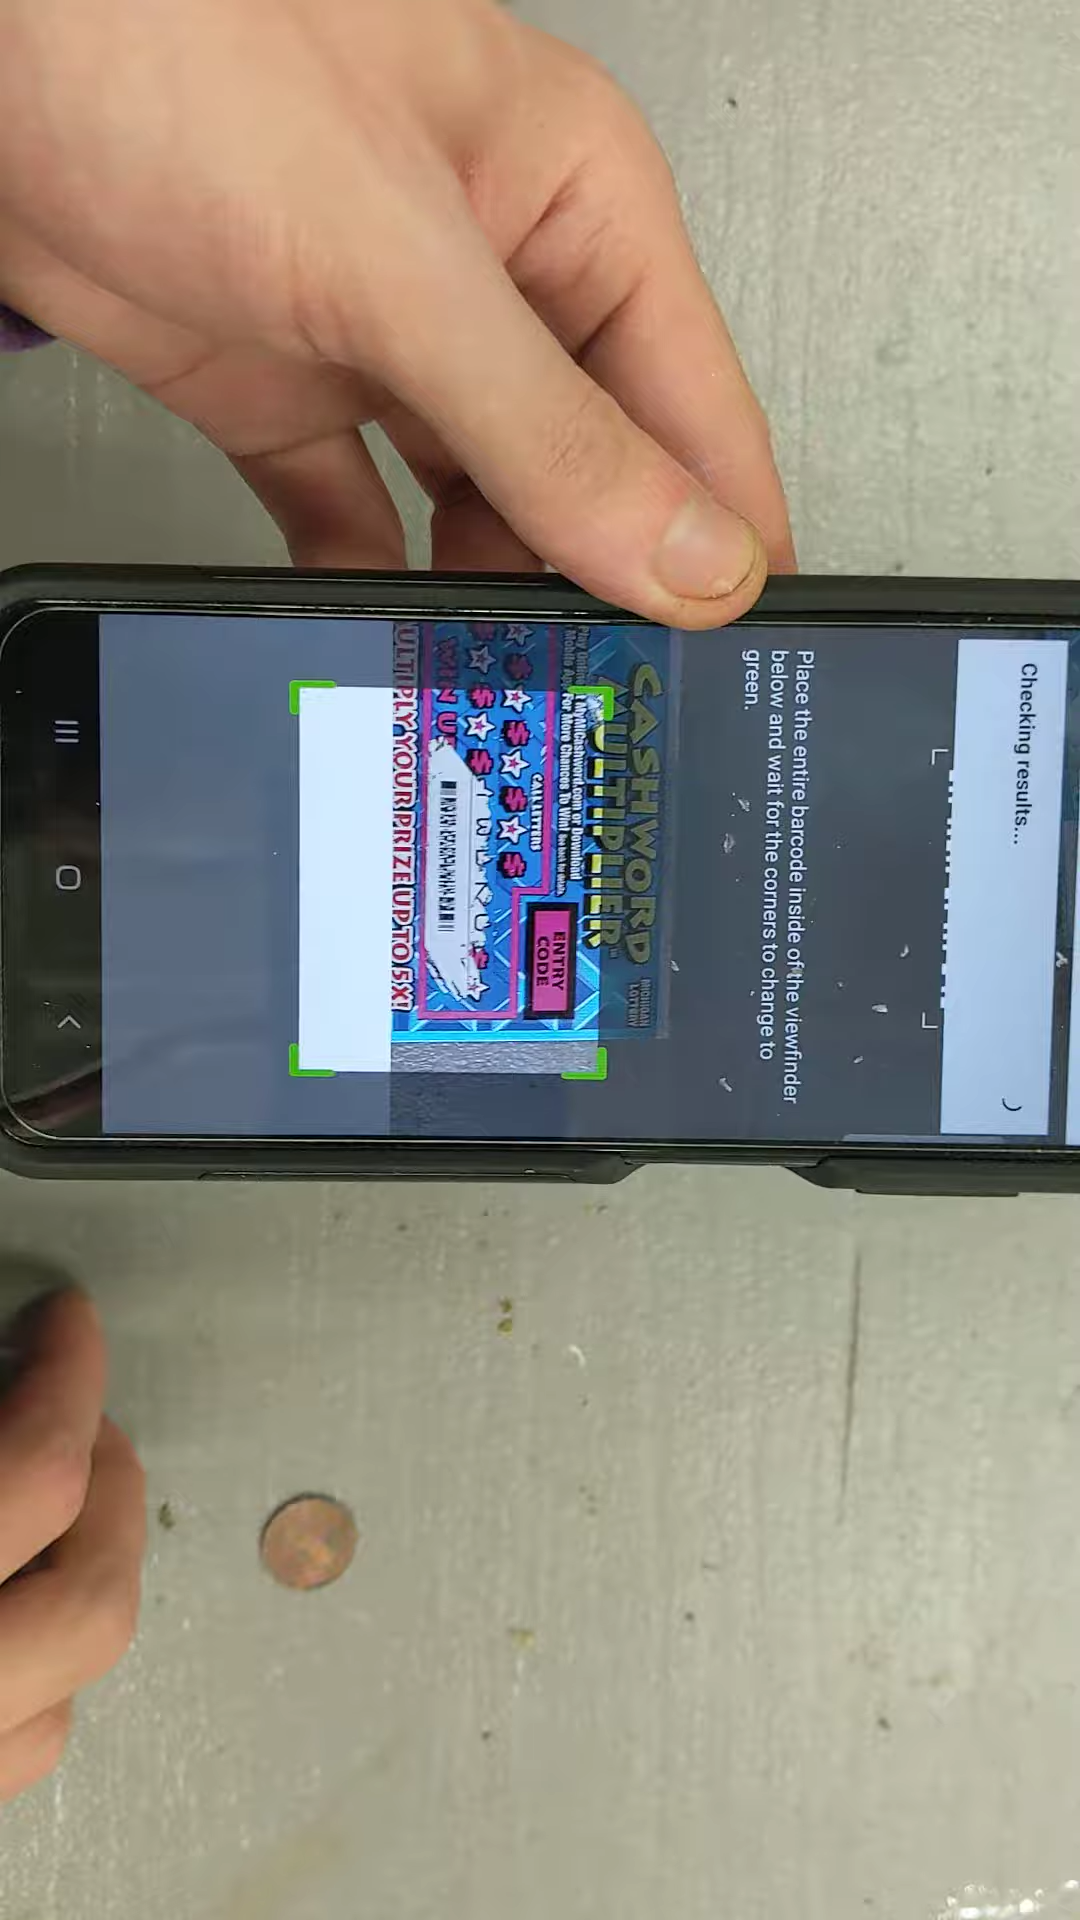 Checking results...
Place the entire barcode inside of the viewfinder
below and wait for the corners to change to
green.
CASHWORD
MULTIPLIER
MICHIGAN
LOTTERY
For More Chances To Win!
ENTRY
CODE
CALL LETTERS
WIN UP
MULTIPLY YOUR PRIZE UP TO 5X!